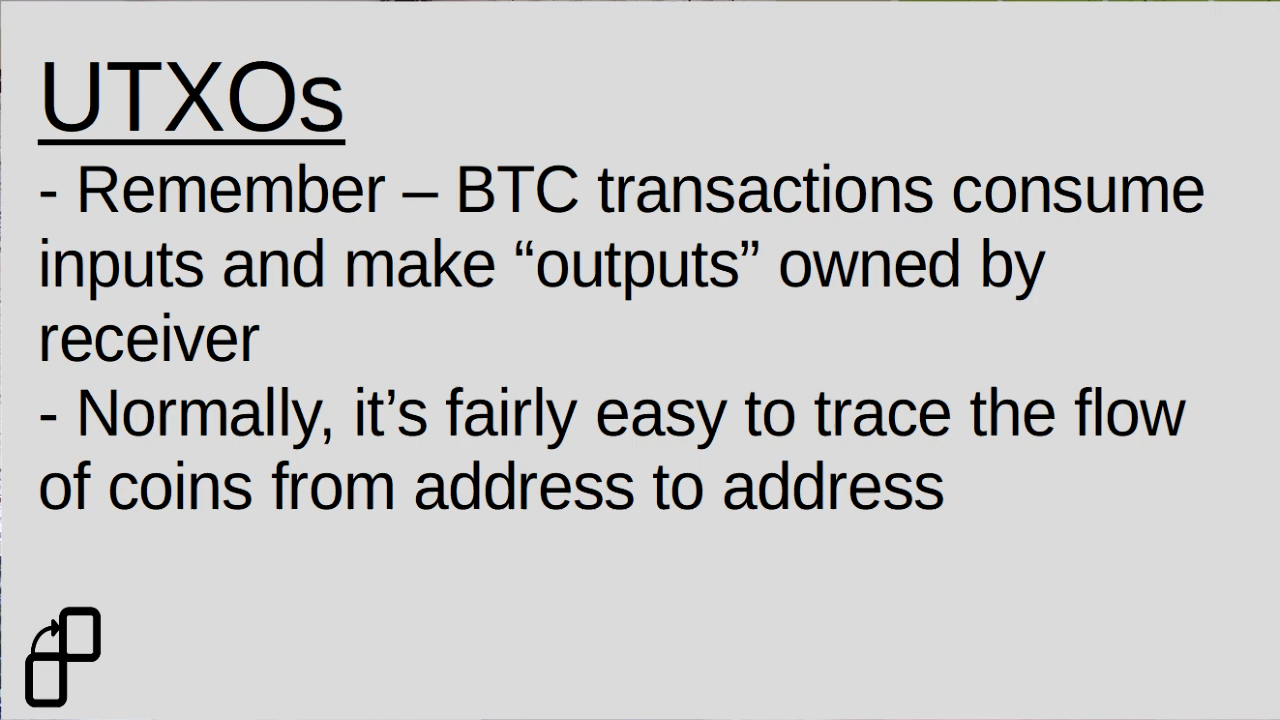 UTXOs
- Remember – BTC transactions consume
inputs and make “outputs” owned by
receiver
- Normally, it’s fairly easy to trace the flow
of coins from address to address